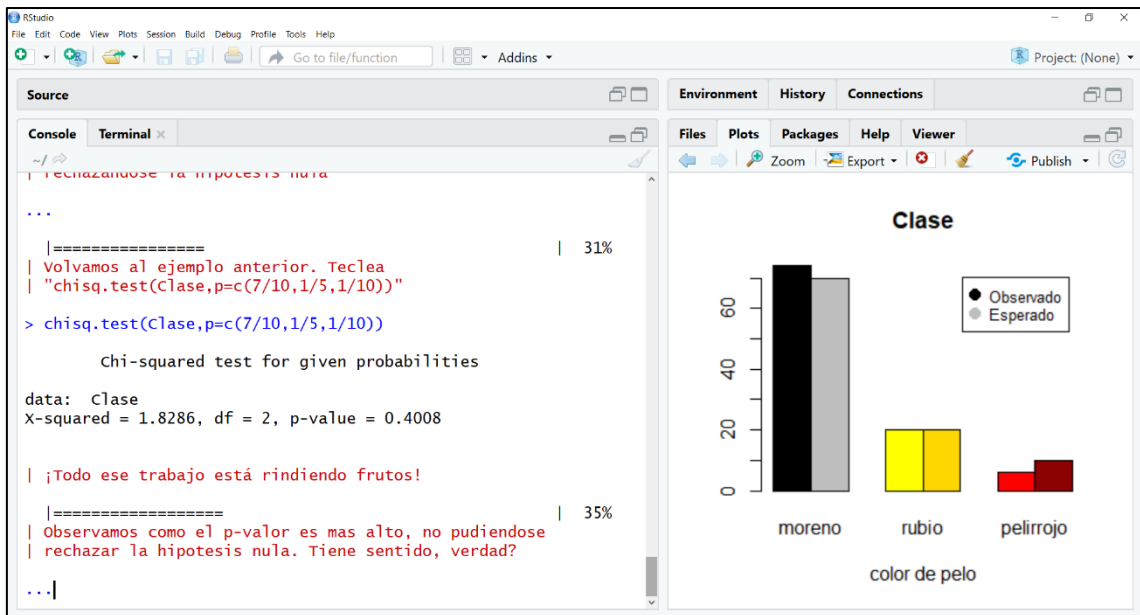 RStudio
File Edit Code View Plots Session Build Debug Profile Tools Help
Go to file/function
Addins
Project: (None)
Source
Console Terminal
~/
| rechazandose la hipotesis nula
...
|================ | 31%
| Volvamos al ejemplo anterior. Teclea
| "chisq.test(Clase,p=c(7/10,1/5,1/10))"
> chisq.test(Clase,p=c(7/10,1/5,1/10))
Chi-squared test for given probabilities
data: Clase
X-squared = 1.8286, df = 2, p-value = 0.4008
| ¡Todo ese trabajo está rindiendo frutos!
|================== | 35%
| Observamos como el p-valor es mas alto, no pudiendose
| rechazar la hipotesis nula. Tiene sentido, verdad?
...
Environment History Connections
Files Plots Packages Help Viewer
Zoom Export Publish
Clase
Observado
Esperado
60
40
20
0
moreno rubio pelirrojo
color de pelo